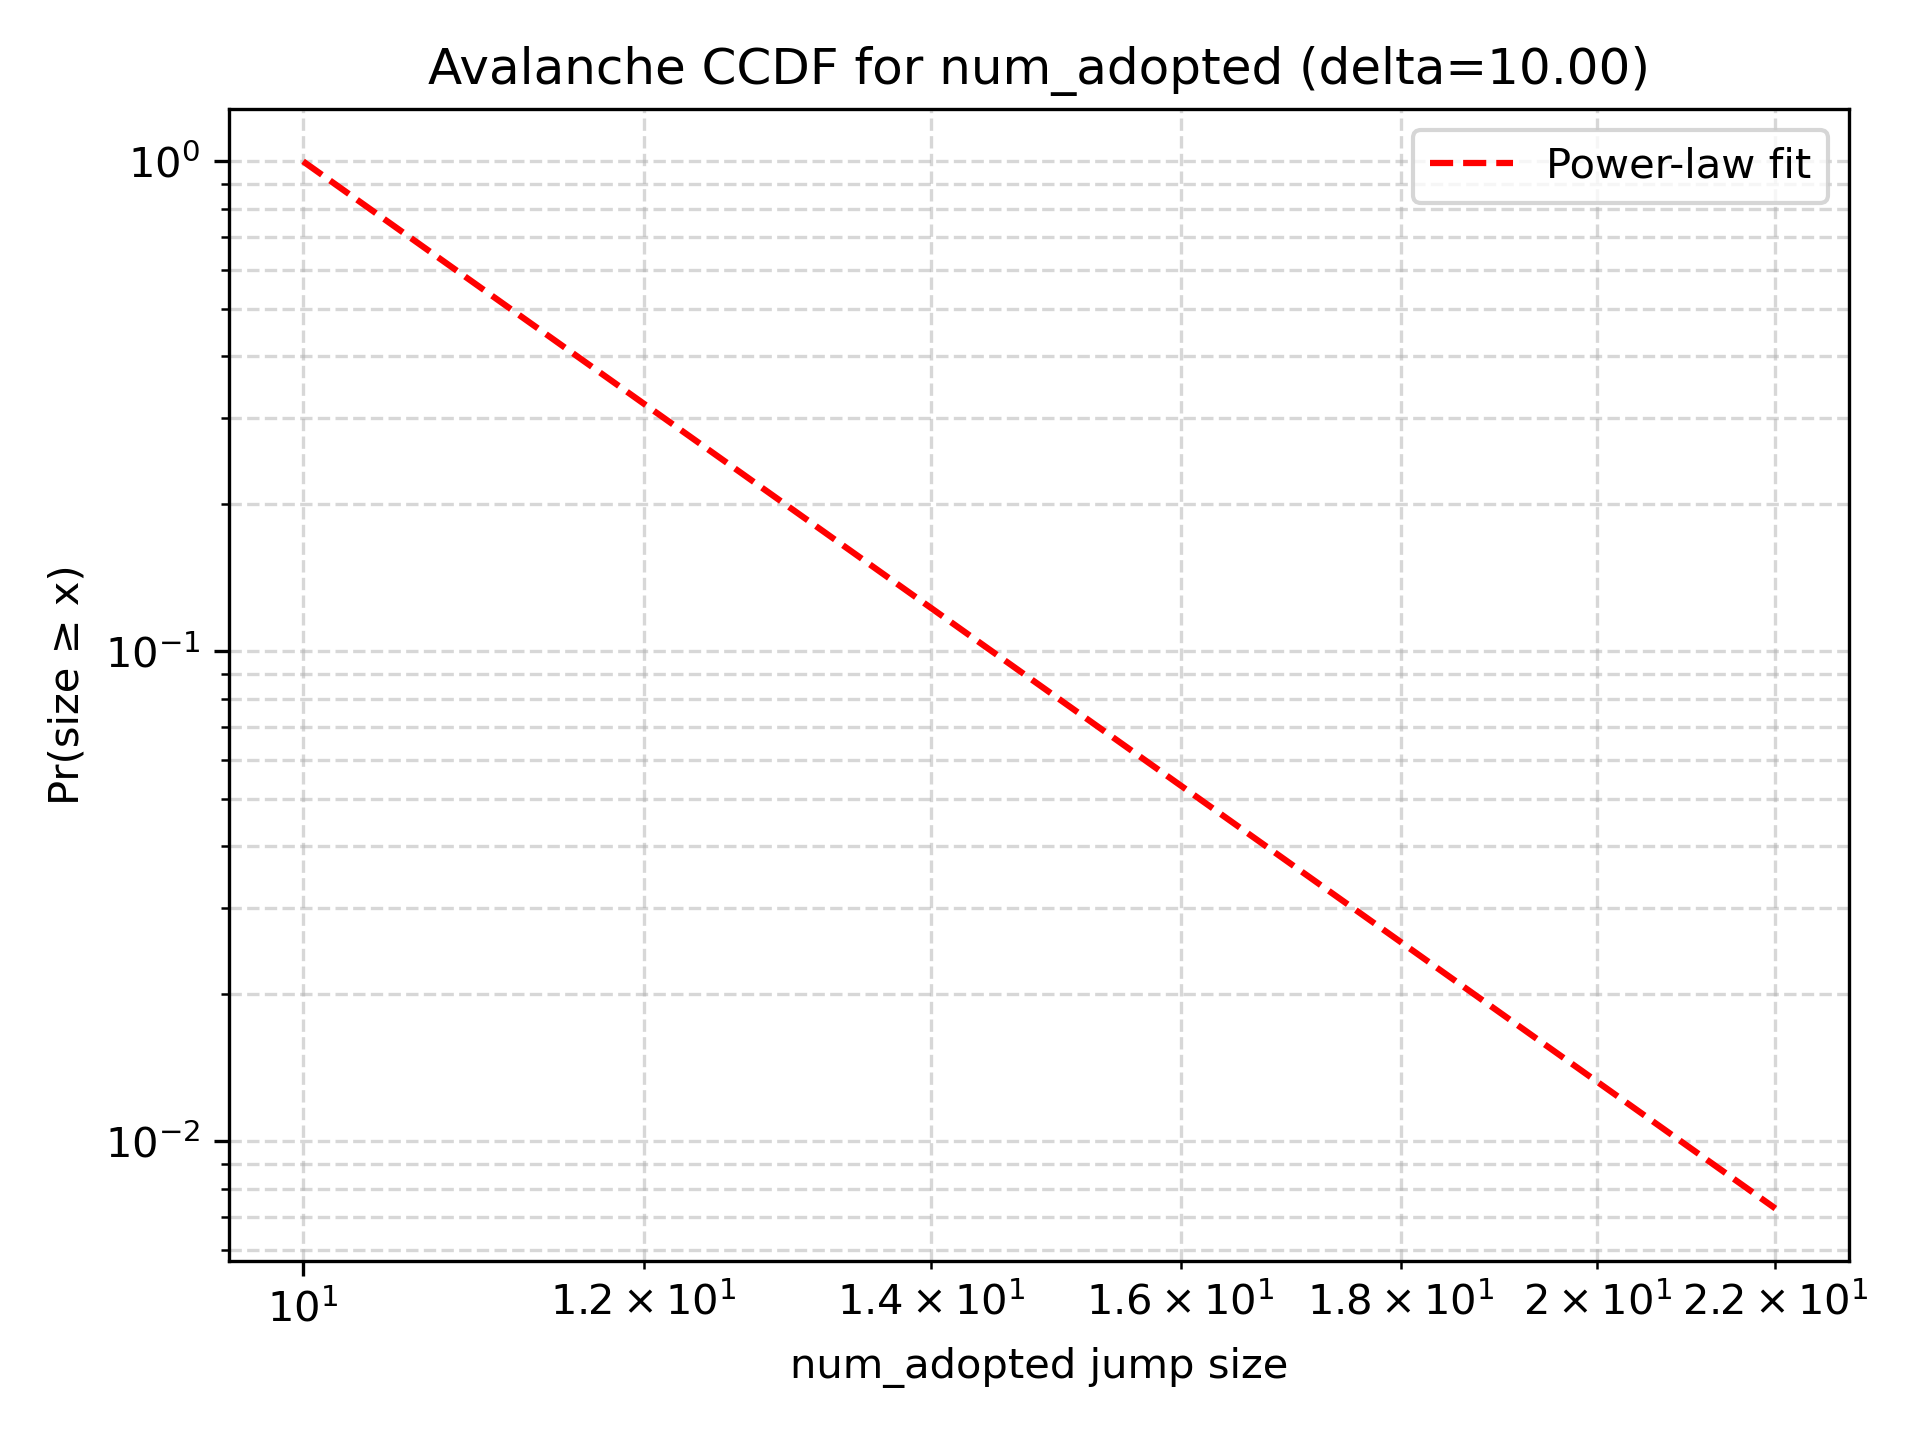 Avalanche CCDF for num_adopted (delta=10.00)
Power-law fit
10⁰
10⁻¹
10⁻²
Pr(size ≥ x)
10¹ 1.2 × 10¹ 1.4 × 10¹ 1.6 × 10¹ 1.8 × 10¹ 2 × 10¹ 2.2 × 10¹
num_adopted jump size